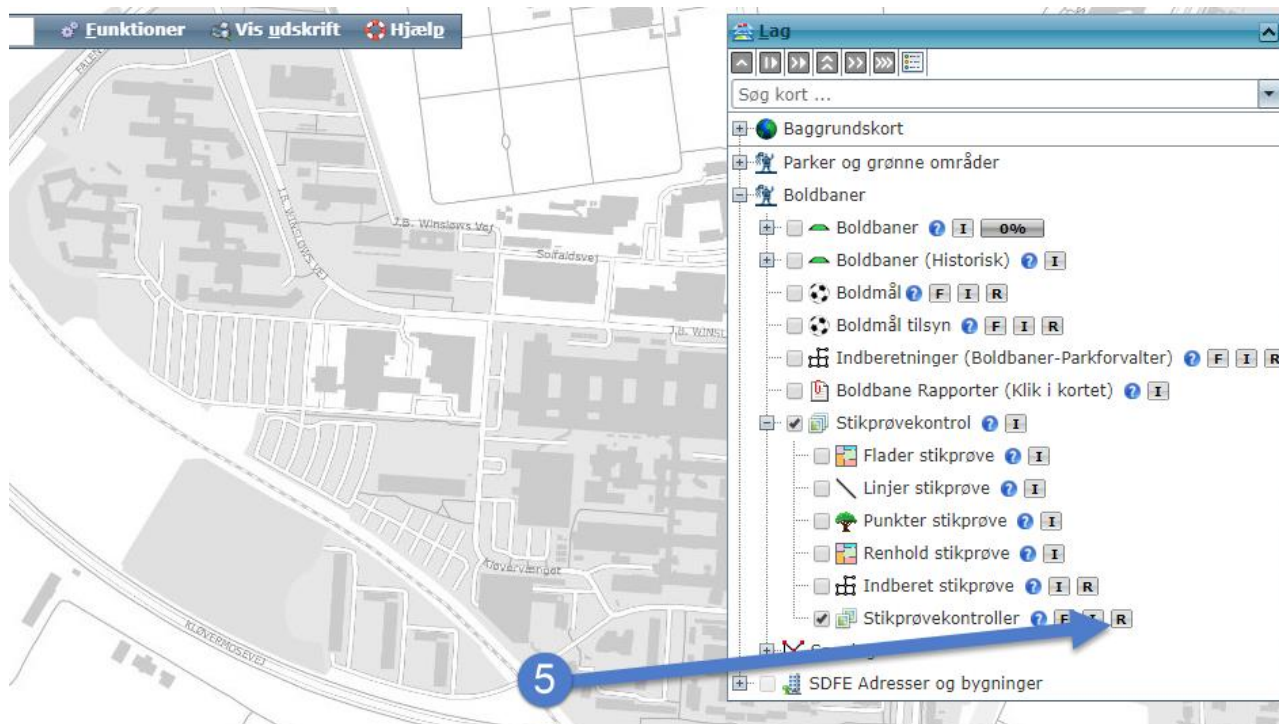 Funktioner Vis udskrift Hjælp
Lag
Søg kort ...
Baggrundskort
Parker og grønne områder
Boldbaner
Boldbaner ? I 0%
Boldbaner (Historisk) ? I
Boldmål ? F I R
Boldmål tilsyn ? F I R
Indberetninger (Boldbaner-Parkforvalter) ? F I R
Boldbane Rapporter (Klik i kortet) ? I
Stikprøvekontrol ? I
Flader stikprøve ? I
Linjer stikprøve ? I
Punkter stikprøve ? I
Renhold stikprøve ? I
Indberet stikprøve ? I R
Stikprøvekontroller ? F I R
SDFE Adresser og bygninger
5
J.B. WINSLØWS VEJ
J.B. Winsløws Vej
Solfaldsvej
J.B. WINSL
Kløvervænget
KLØVERMOSEVEJ